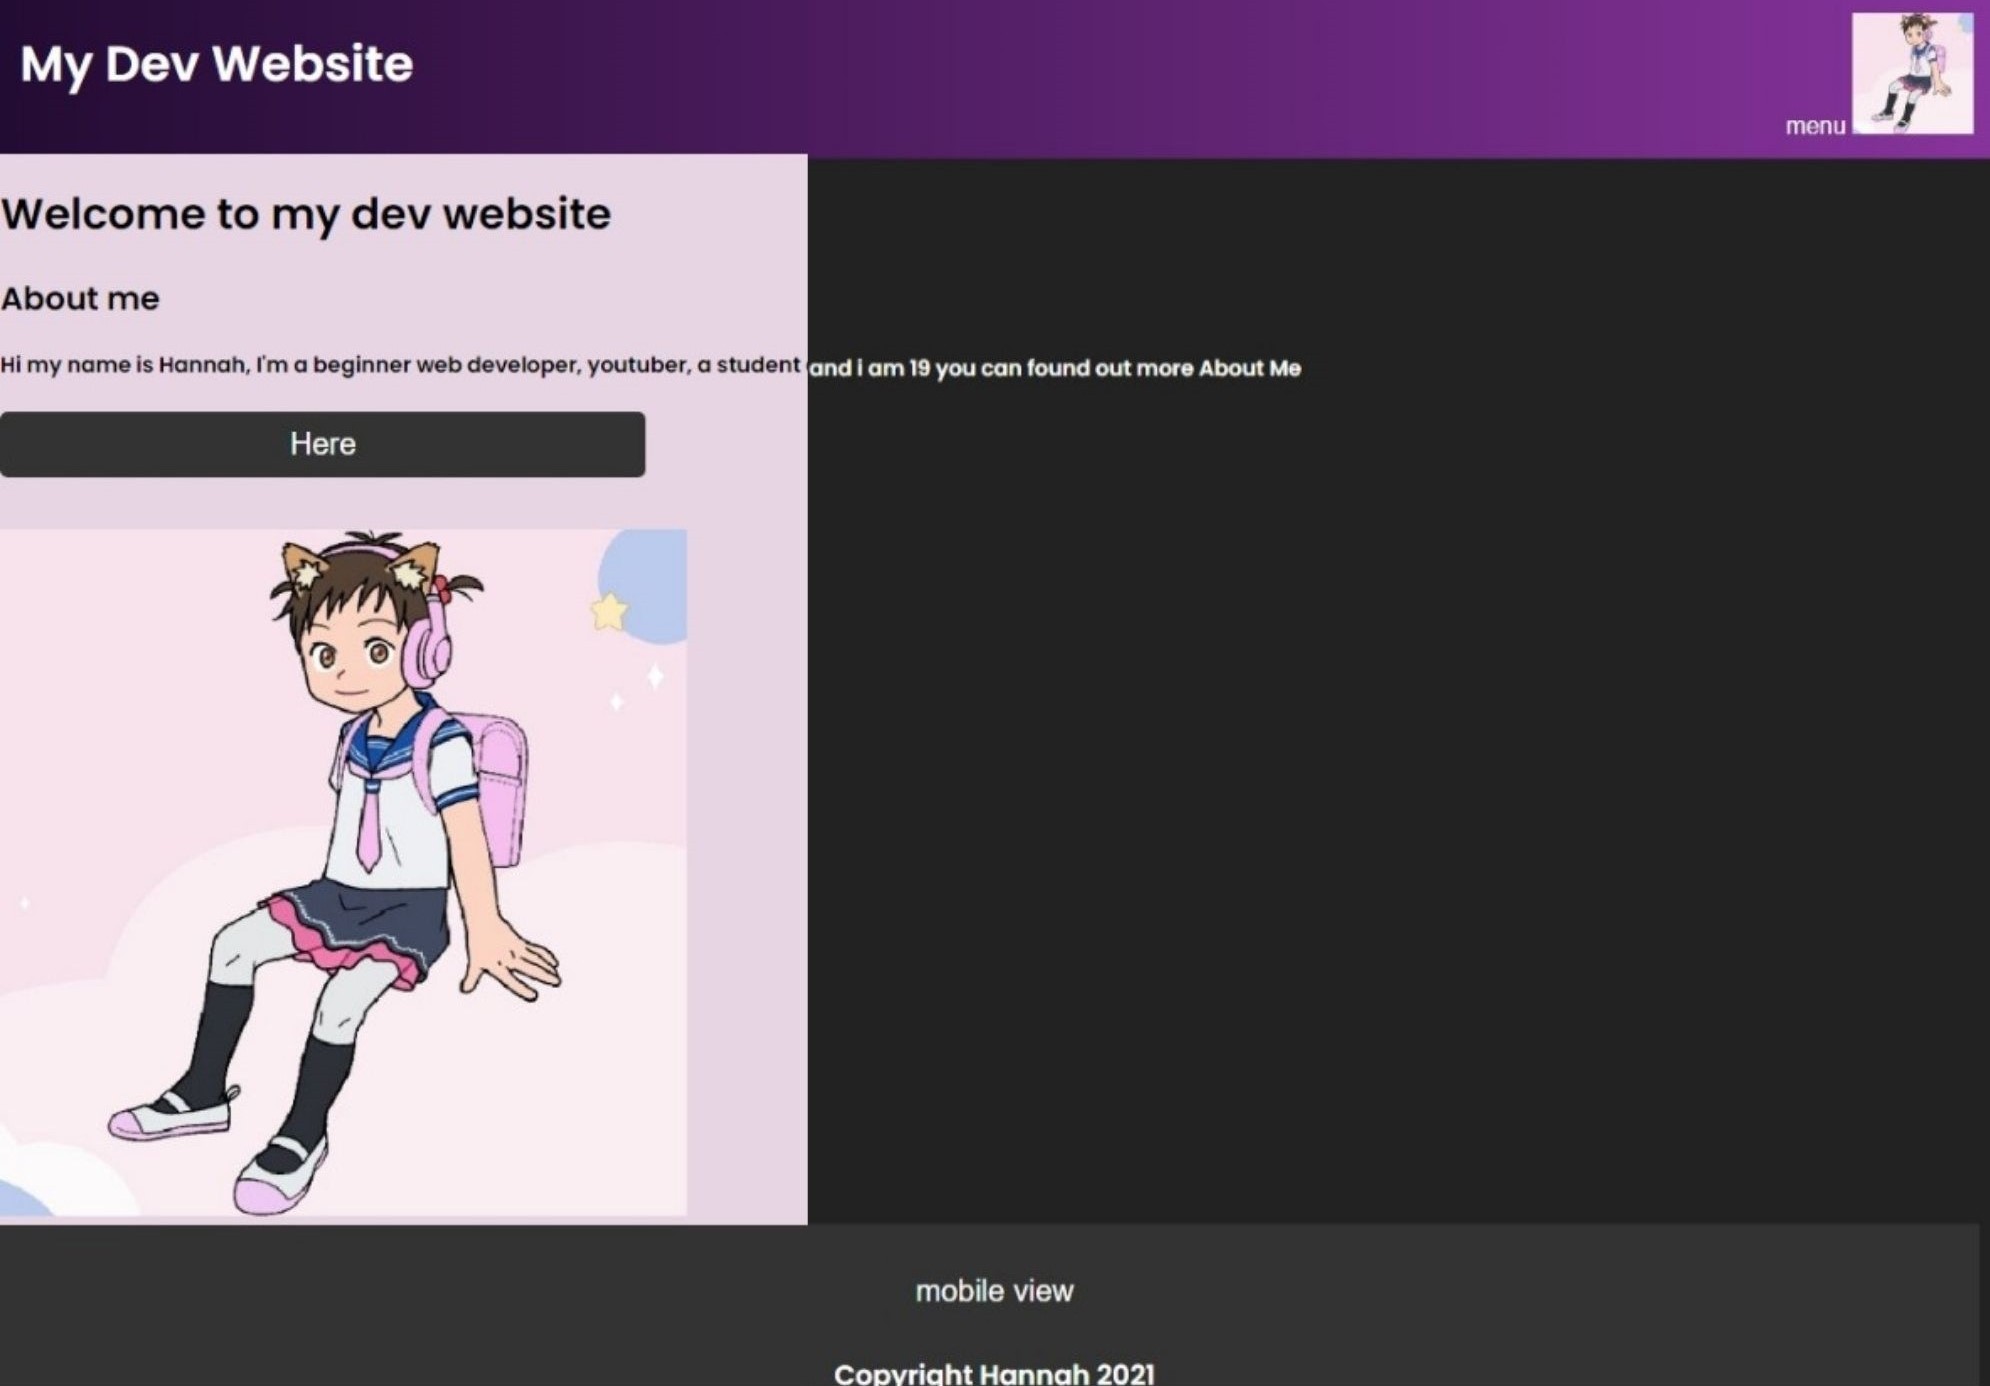 My Dev Website
menu
Welcome to my dev website
About me
Hi my name is Hannah, I'm a beginner web developer, youtuber, a student and i am 19 you can found out more About Me
Here
mobile view
Copyright Hannah 2021